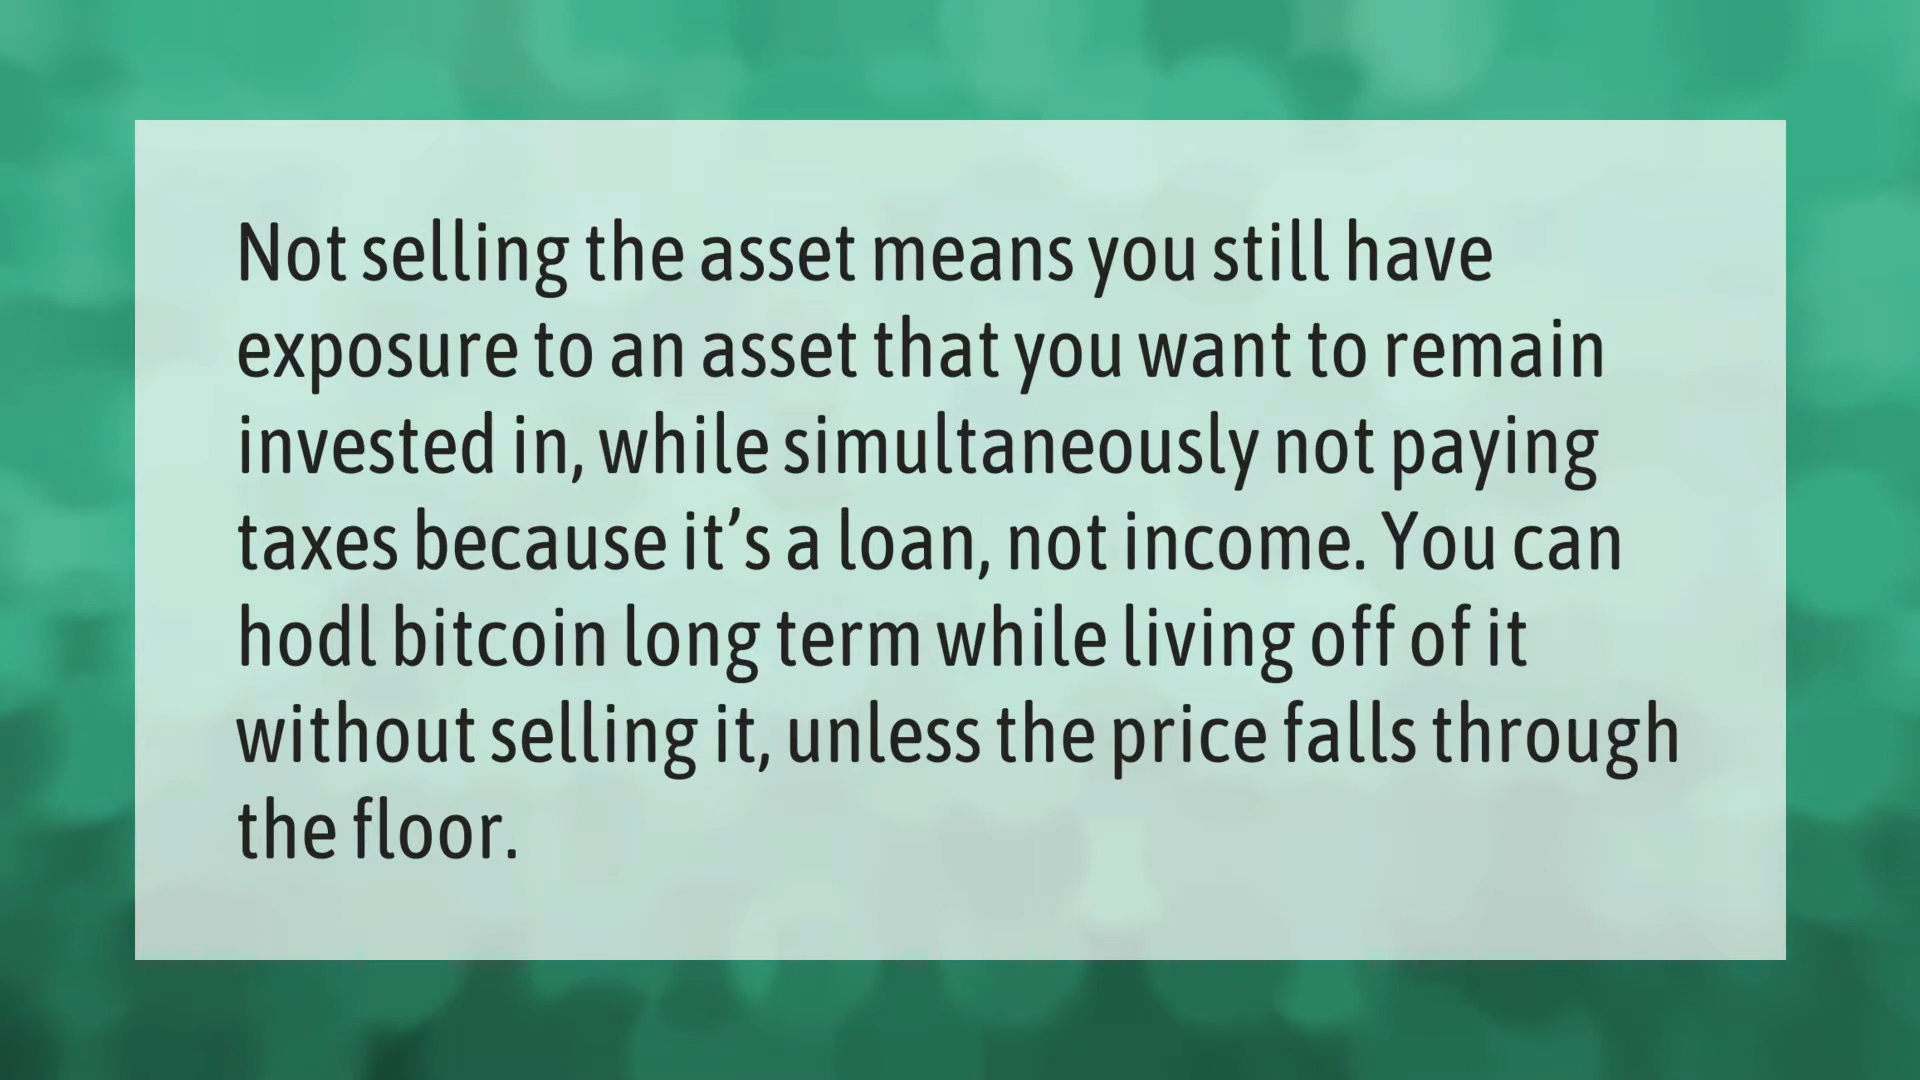 Not selling the asset means you still have
exposure to an asset that you want to remain
invested in, while simultaneously not paying
taxes because it’s a loan, not income. You can
hodl bitcoin long term while living off of it
without selling it, unless the price falls through
the floor.